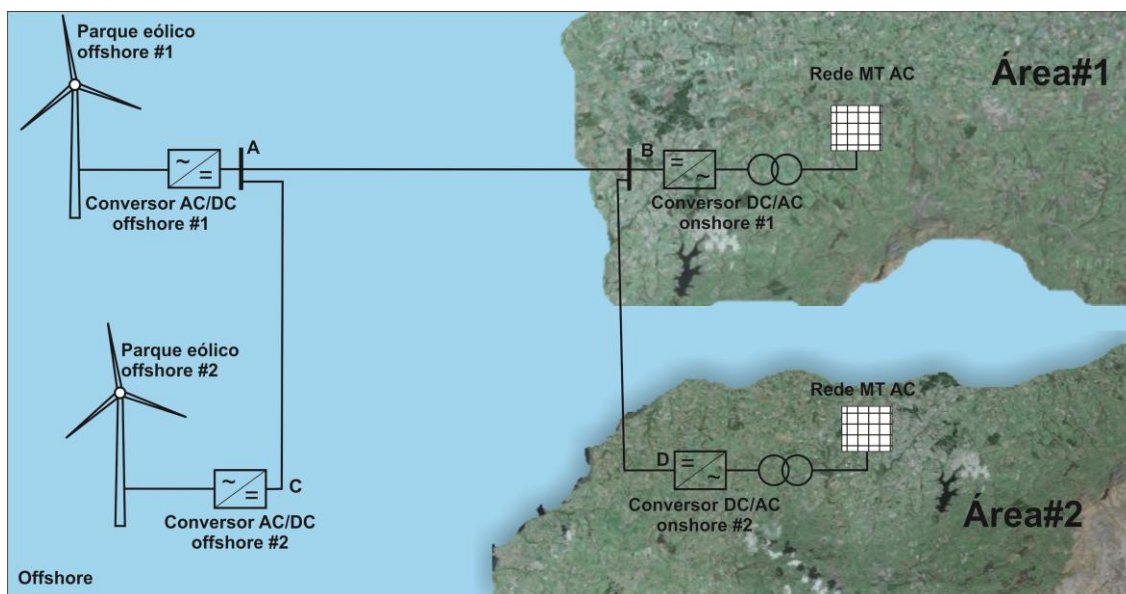 Parque eólico
offshore #1
A
Conversor AC/DC
offshore #1
B
Conversor DC/AC
onshore #1
Rede MT AC
Área#1
Parque eólico
offshore #2
C
Conversor AC/DC
offshore #2
D
Conversor DC/AC
onshore #2
Rede MT AC
Área#2
Offshore